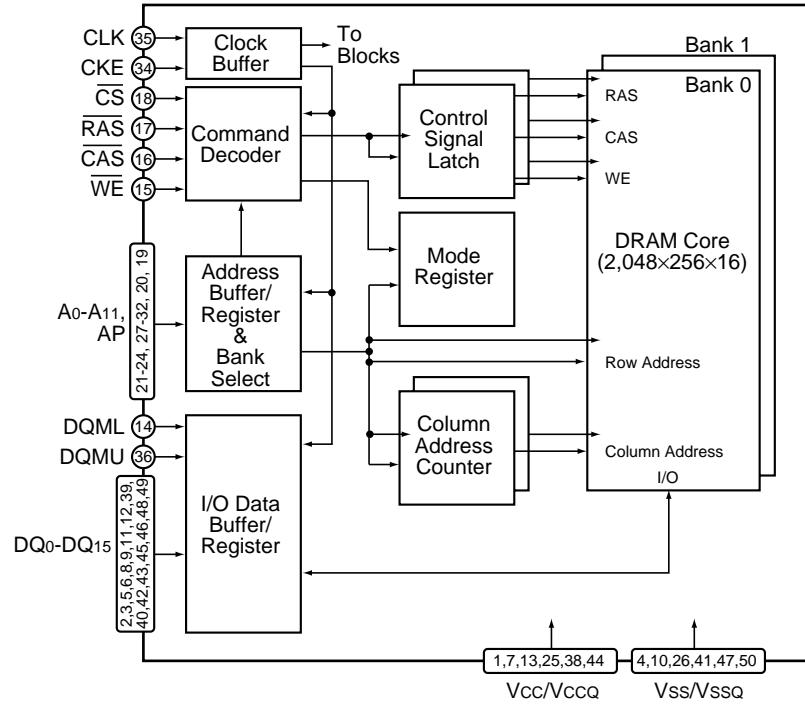 CLK
35
Clock
Buffer
To
Blocks
CKE
34
CS
18
RAS
17
CAS
16
WE
15
Command
Decoder
Control
Signal
Latch
Bank 1
Bank 0
RAS
CAS
WE
DRAM Core
(2,048×256×16)
Mode
Register
A0-A11,
AP
21-24, 27-32, 20, 19
Address
Buffer/
Register
&
Bank
Select
Row Address
Column
Address
Counter
Column Address
I/O
DQML
14
DQMU
36
DQ0-DQ15
2,3,5,6,8,9,11,12,39,
40,42,43,45,46,48,49
I/O Data
Buffer/
Register
1,7,13,25,38,44
VCC/VCCQ
4,10,26,41,47,50
VSS/VSSQ